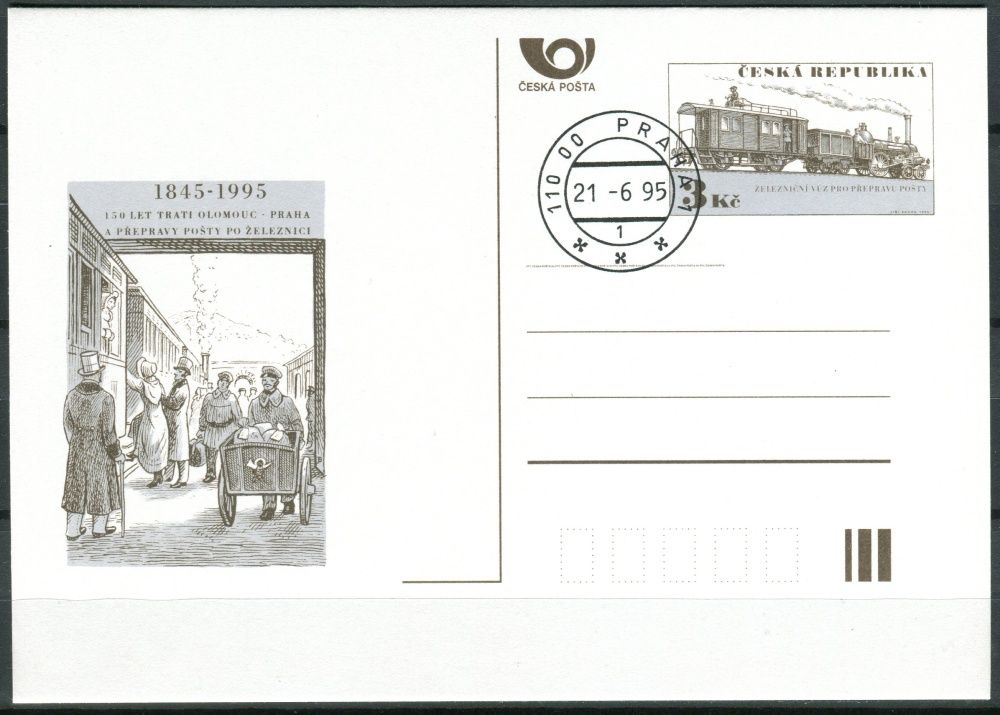 1845-1995
150 LET TRATI OLOMOUC - PRAHA
A PŘEPRAVY POŠTY PO ŽELEZNICI
ČESKÁ POŠTA
ČESKÁ REPUBLIKA
ŽELEZNIČNÍ VŮZ PRO PŘEPRAVU POŠTY
3 Kč
110 00 PRAHA 1
21 -6 95
1